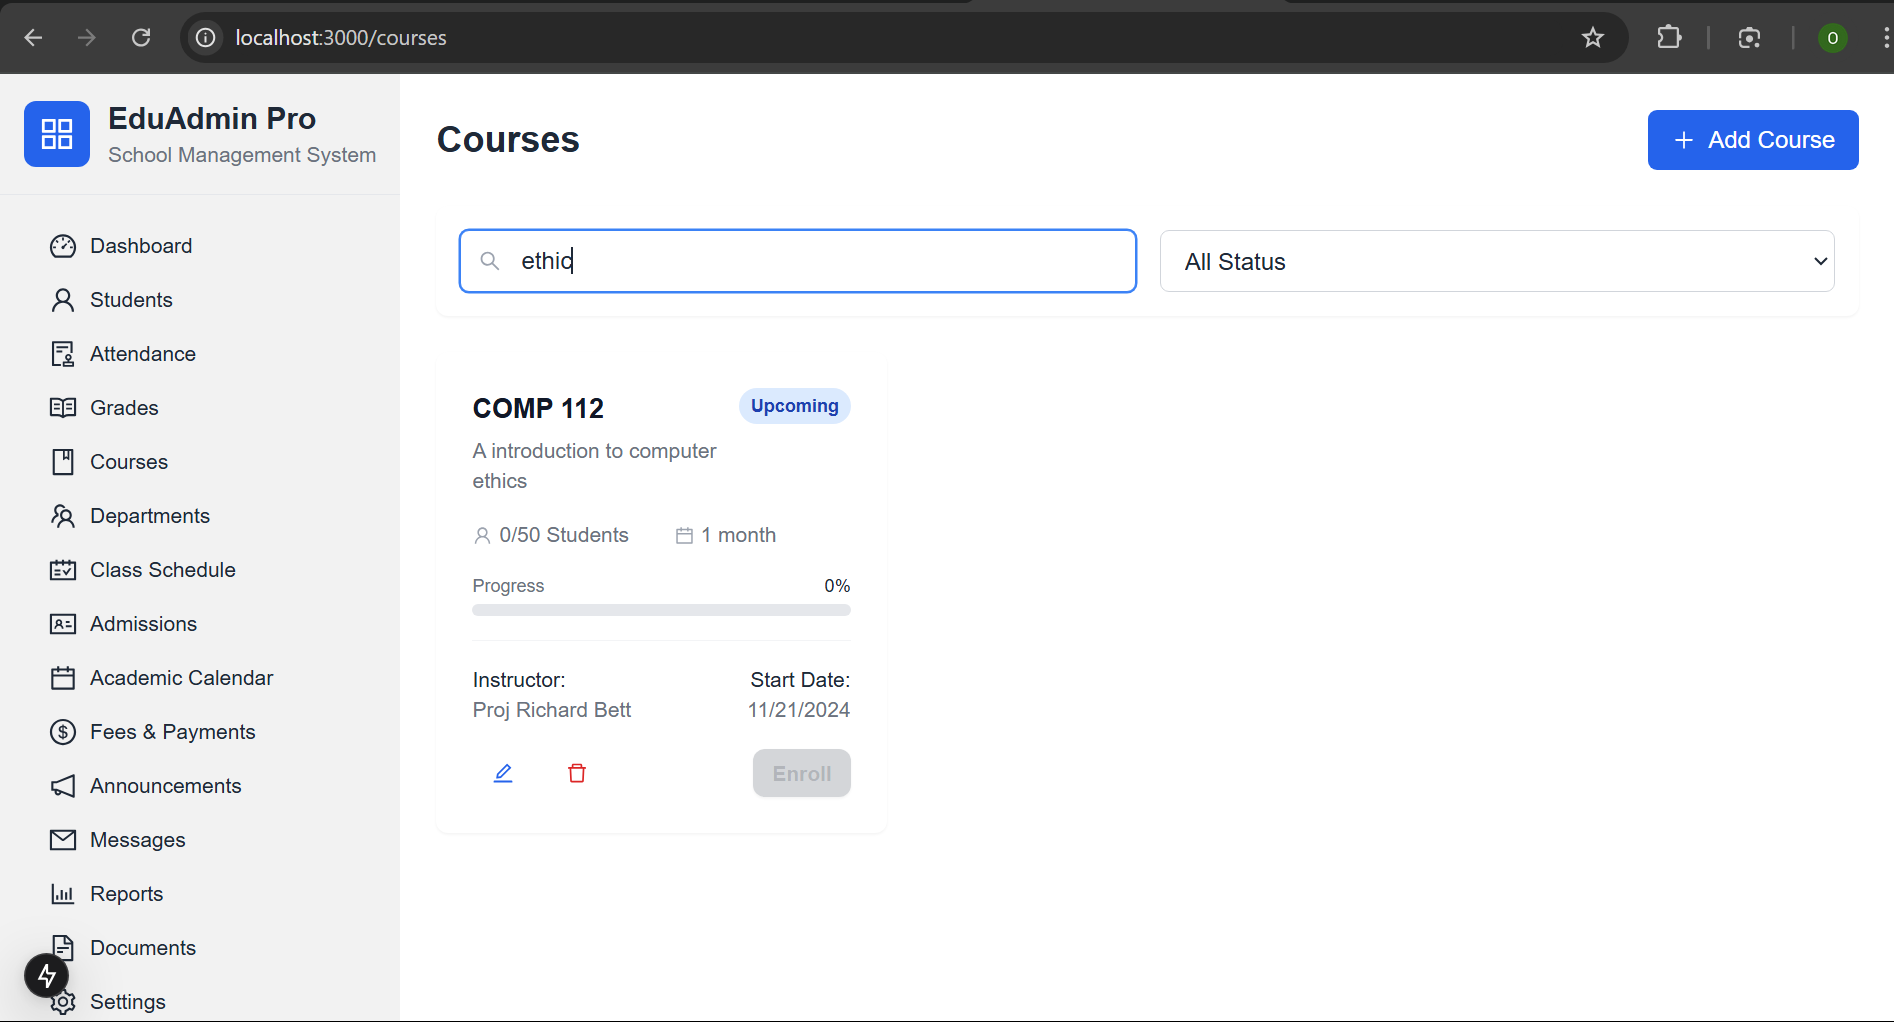 localhost:3000/courses
O
EduAdmin Pro
School Management System
Dashboard
Students
Attendance
Grades
Courses
Departments
Class Schedule
Admissions
Academic Calendar
Fees & Payments
Announcements
Messages
Reports
Documents
Settings
Courses
+ Add Course
ethic
All Status
COMP 112
Upcoming
A introduction to computer
ethics
0/50 Students
1 month
Progress
0%
Instructor:
Start Date:
Proj Richard Bett
11/21/2024
Enroll